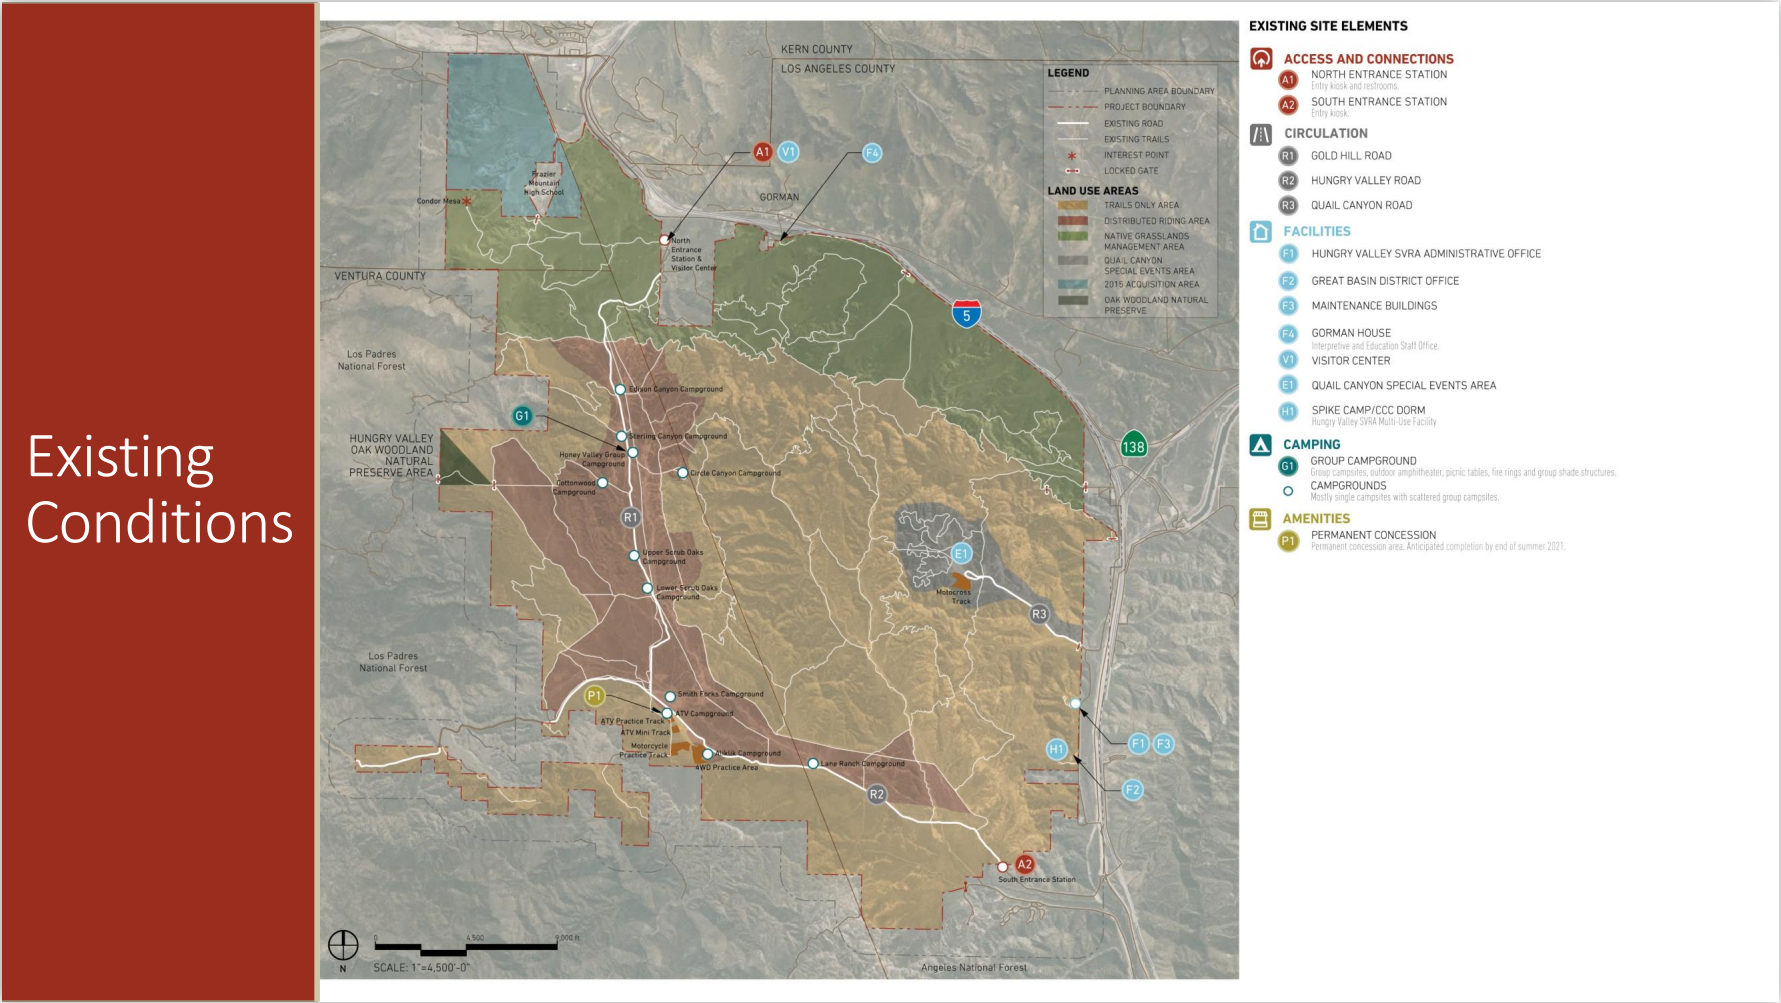 Existing
Conditions
KERN COUNTY
LOS ANGELES COUNTY
GORMAN
VENTURA COUNTY
Los Padres
National Forest
HUNGRY VALLEY
OAK WOODLAND
NATURAL
PRESERVE AREA
Los Padres
National Forest
Angeles National Forest
Frazier
Mountain
High School
Condor Mesa
A1
V1
F4
North
Entrance
Station &
Visitor Center
5
138
G1
Edison Canyon Campground
Sterling Canyon Campground
Honey Valley Group
Campground
Circle Canyon Campground
Cottonwood
Campground
R1
Upper Scrub Oaks
Campground
Lower Scrub Oaks
Campground
E1
Motocross
Track
R3
P1
Smith Forks Campground
ATV Campground
ATV Practice Track
ATV Mini Track
Motorcycle
Practice Track
Aliklik Campground
4WD Practice Area
Lane Ranch Campground
R2
H1
F1
F3
F2
A2
South Entrance Station
N
0
4,500
9,000 ft.
SCALE: 1"=4,500'-0"
LEGEND
PLANNING AREA BOUNDARY
PROJECT BOUNDARY
EXISTING ROAD
EXISTING TRAILS
INTEREST POINT
LOCKED GATE
LAND USE AREAS
TRAILS ONLY AREA
DISTRIBUTED RIDING AREA
NATIVE GRASSLANDS
MANAGEMENT AREA
QUAIL CANYON
SPECIAL EVENTS AREA
2015 ACQUISITION AREA
OAK WOODLAND NATURAL
PRESERVE
EXISTING SITE ELEMENTS
ACCESS AND CONNECTIONS
A1 NORTH ENTRANCE STATION
Entry kiosk and restrooms.
A2 SOUTH ENTRANCE STATION
Entry kiosk.
CIRCULATION
R1 GOLD HILL ROAD
R2 HUNGRY VALLEY ROAD
R3 QUAIL CANYON ROAD
FACILITIES
F1 HUNGRY VALLEY SVRA ADMINISTRATIVE OFFICE
F2 GREAT BASIN DISTRICT OFFICE
F3 MAINTENANCE BUILDINGS
F4 GORMAN HOUSE
Interpretive and Education Staff Office.
V1 VISITOR CENTER
E1 QUAIL CANYON SPECIAL EVENTS AREA
H1 SPIKE CAMP/CCC DORM
Hungry Valley SVRA Multi-Use Facility
CAMPING
G1 GROUP CAMPGROUND
Group campsites, outdoor amphitheater, picnic tables, fire rings and group shade structures.
CAMPGROUNDS
Mostly single campsites with scattered group campsites.
AMENITIES
P1 PERMANENT CONCESSION
Permanent concession area. Anticipated completion by end of summer 2021.